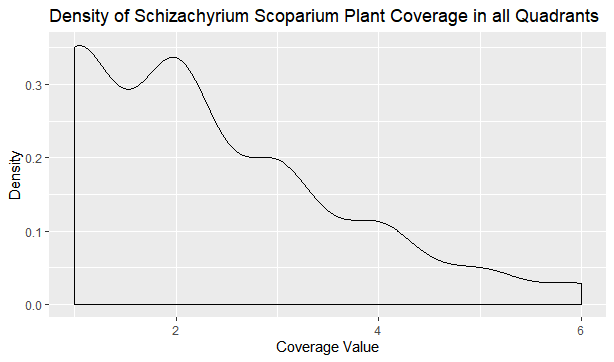 Density of Schizachyrium Scoparium Plant Coverage in all Quadrants
Density
0.3
0.2
0.1
0.0
2 4 6
Coverage Value